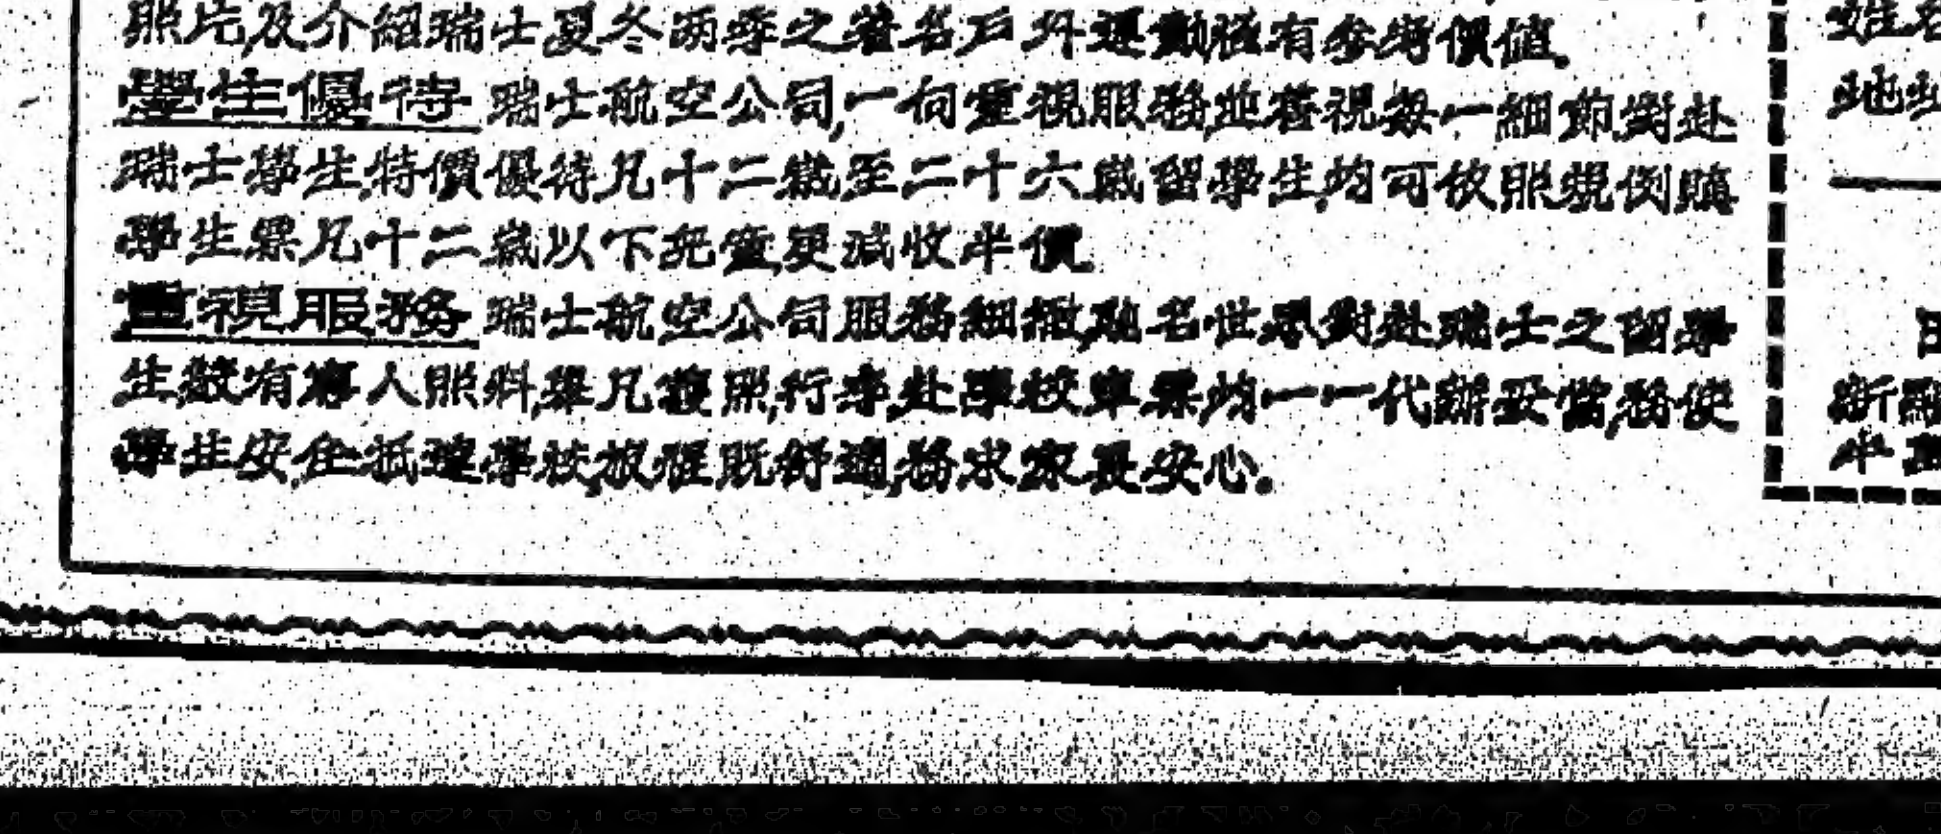 照片,及介紹瑞士夏冬兩季之著名戶外運動,極有參考價值。
學生優待 瑞士航空公司,一向重視服務,並著視每一細節,對赴
瑞士學生,特價優待,凡十二歲至二十六歲留學生,均可依照規例購
學生票,凡十二歲以下兒童,更減收半價。
重視服務 瑞士航空公司服務細緻,馳名世界,對赴瑞士之留學
生,設有專人照料,舉凡護照,行李,赴學校車票,均一一代辦妥當,務使
學生安全抵達學校,旅程既舒適,務求家長安心。
姓名
地址
新
半